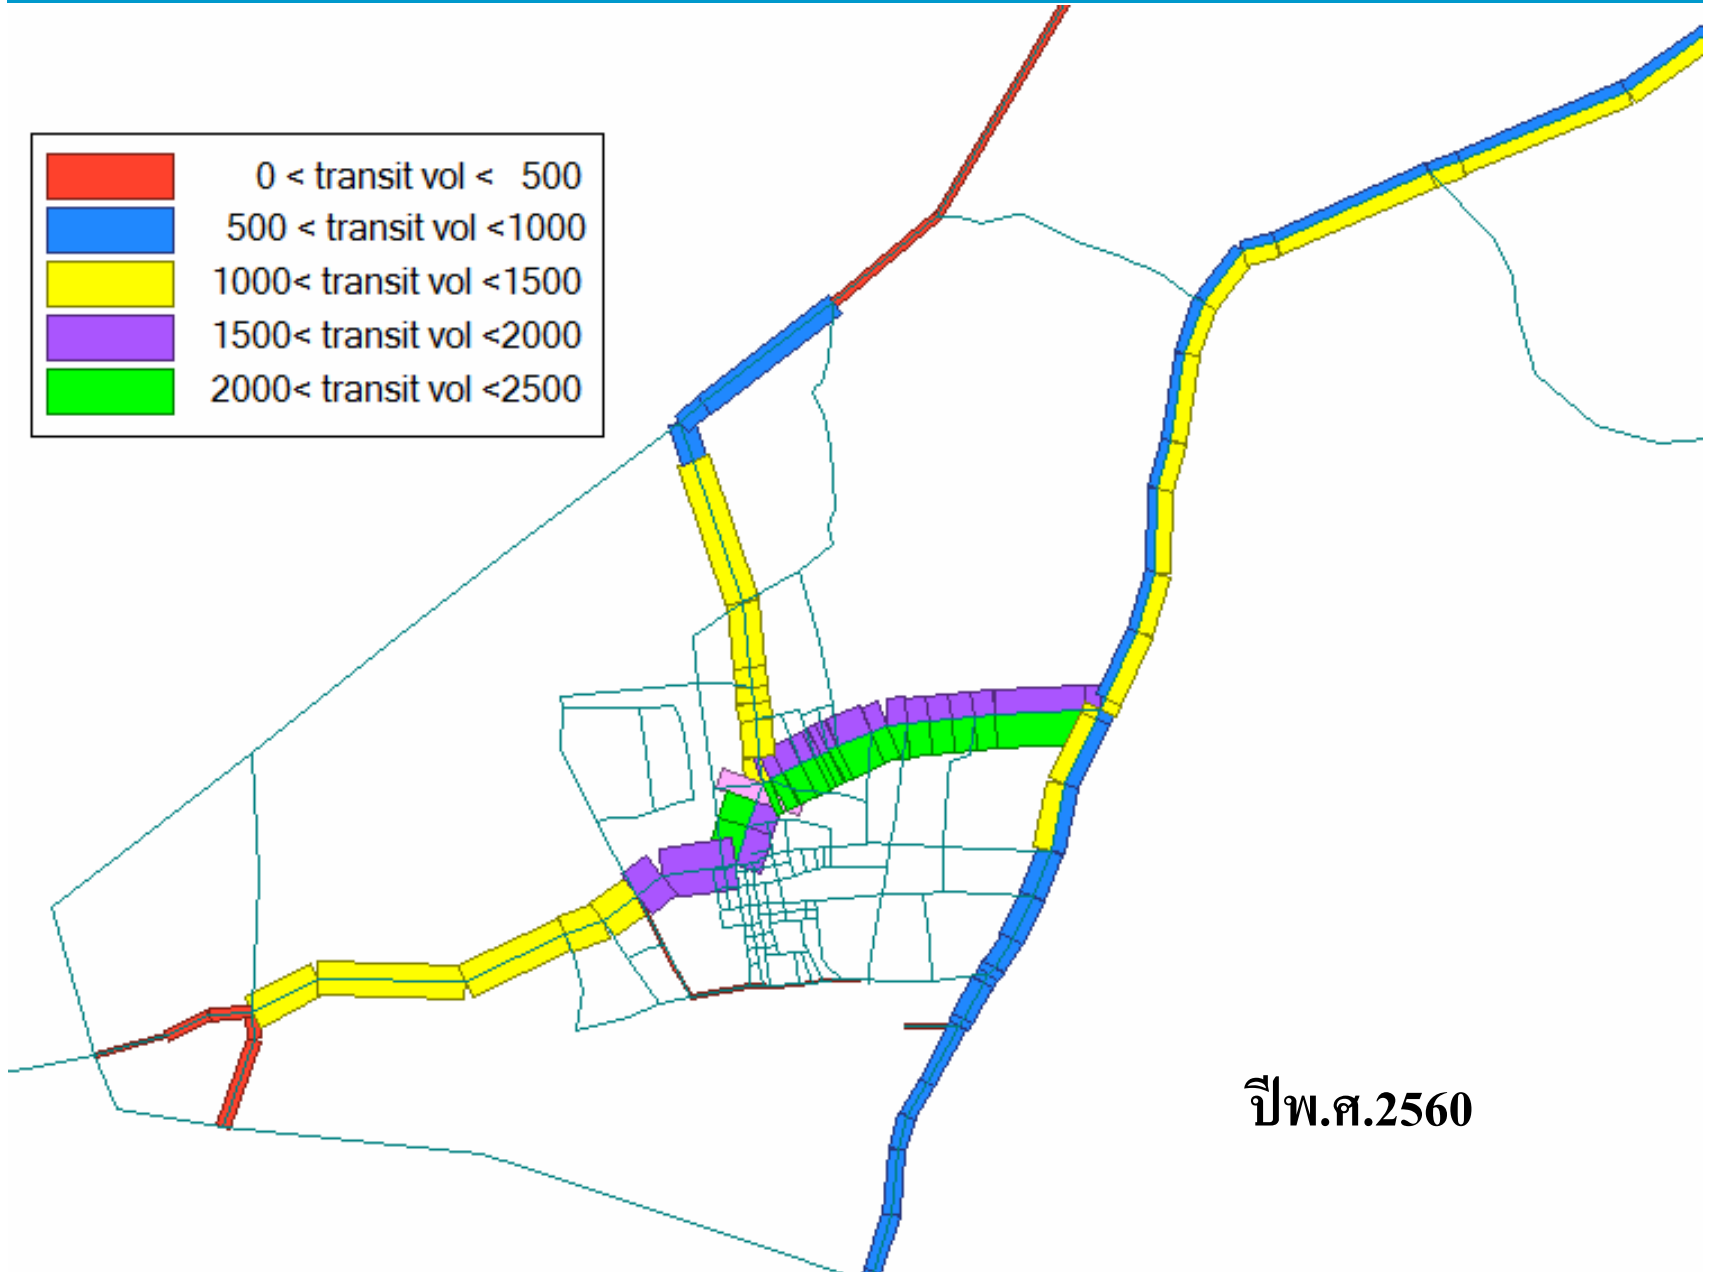 0 < transit vol < 500
500 < transit vol <1000
1000< transit vol <1500
1500< transit vol <2000
2000< transit vol <2500
ปีพ.ศ.2560